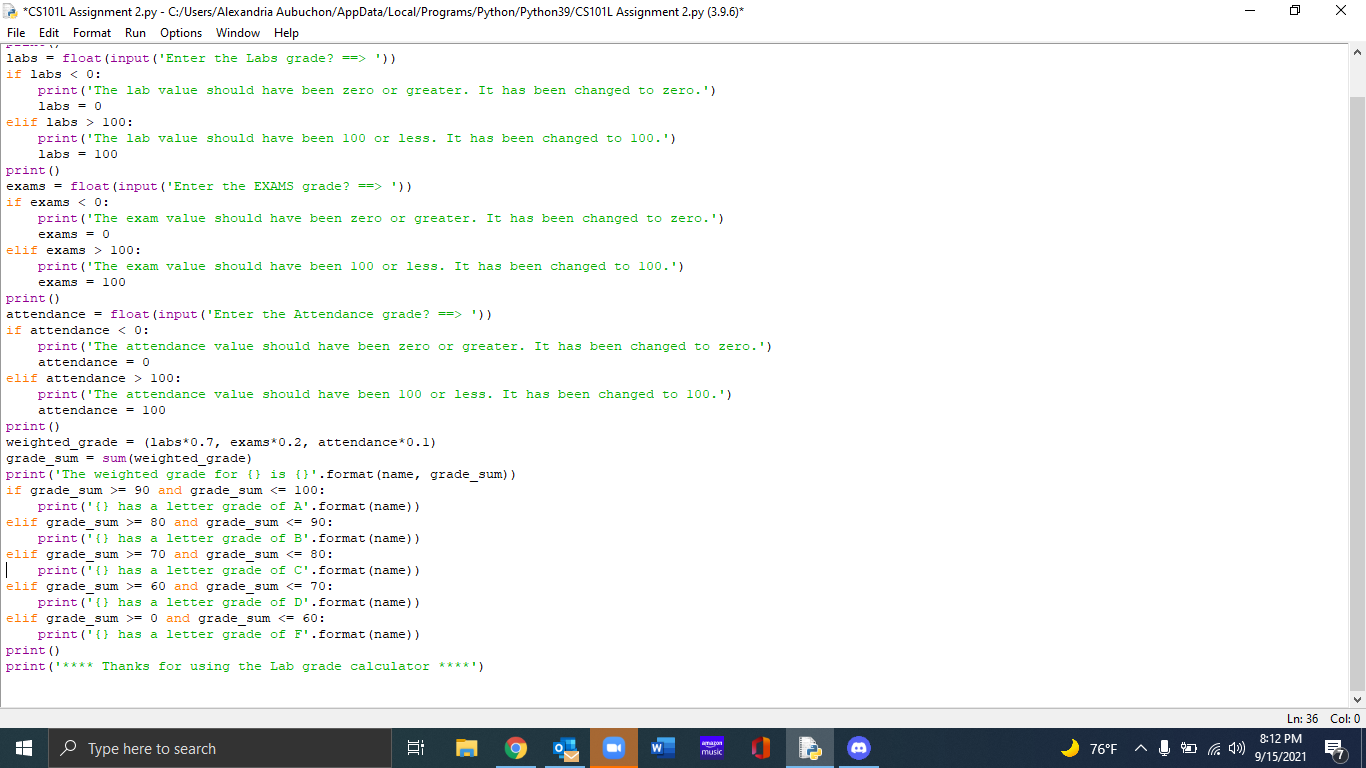 *CS101L Assignment 2.py - C:/Users/Alexandria Aubuchon/AppData/Local/Programs/Python/Python39/CS101L Assignment 2.py (3.9.6)*
File Edit Format Run Options Window Help
labs = float(input('Enter the Labs grade? ==> '))
if labs < 0:
    print('The lab value should have been zero or greater. It has been changed to zero.')
    labs = 0
elif labs > 100:
    print('The lab value should have been 100 or less. It has been changed to 100.')
    labs = 100
print()
exams = float(input('Enter the EXAMS grade? ==> '))
if exams < 0:
    print('The exam value should have been zero or greater. It has been changed to zero.')
    exams = 0
elif exams > 100:
    print('The exam value should have been 100 or less. It has been changed to 100.')
    exams = 100
print()
attendance = float(input('Enter the Attendance grade? ==> '))
if attendance < 0:
    print('The attendance value should have been zero or greater. It has been changed to zero.')
    attendance = 0
elif attendance > 100:
    print('The attendance value should have been 100 or less. It has been changed to 100.')
    attendance = 100
print()
weighted_grade = (labs*0.7, exams*0.2, attendance*0.1)
grade_sum = sum(weighted_grade)
print('The weighted grade for {} is {}'.format(name, grade_sum))
if grade_sum >= 90 and grade_sum <= 100:
    print('{} has a letter grade of A'.format(name))
elif grade_sum >= 80 and grade_sum <= 90:
    print('{} has a letter grade of B'.format(name))
elif grade_sum >= 70 and grade_sum <= 80:
    print('{} has a letter grade of C'.format(name))
elif grade_sum >= 60 and grade_sum <= 70:
    print('{} has a letter grade of D'.format(name))
elif grade_sum >= 0 and grade_sum <= 60:
    print('{} has a letter grade of F'.format(name))
print()
print('**** Thanks for using the Lab grade calculator ****')
Ln: 36 Col: 0
Type here to search
amazon music
76°F
8:12 PM
9/15/2021
7